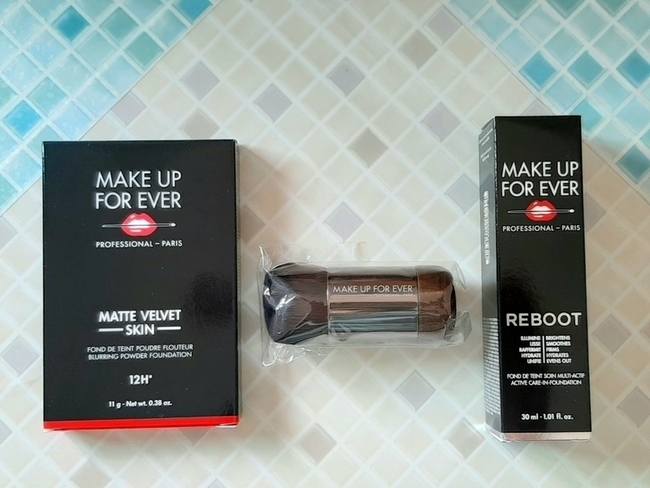 MAKE UP
FOR EVER
PROFESSIONAL – PARIS
MATTE VELVET
SKIN
FOND DE TEINT POUDRE FLOUTEUR
BLURRING POWDER FOUNDATION
12H*
11 g - Net wt. 0.38 oz.
MAKE UP FOR EVER
MAKE UP
FOR EVER
PROFESSIONAL – PARIS
REBOOT
ILLUMINE | BRIGHTENS
LISSE | SMOOTHES
RAFFERMIT | FIRMS
HYDRATE | HYDRATES
UNIFIE | EVENS OUT
FOND DE TEINT SOIN MULTI-ACTIF
ACTIVE CARE-IN-FOUNDATION
30 ml - 1.01 fl. oz.